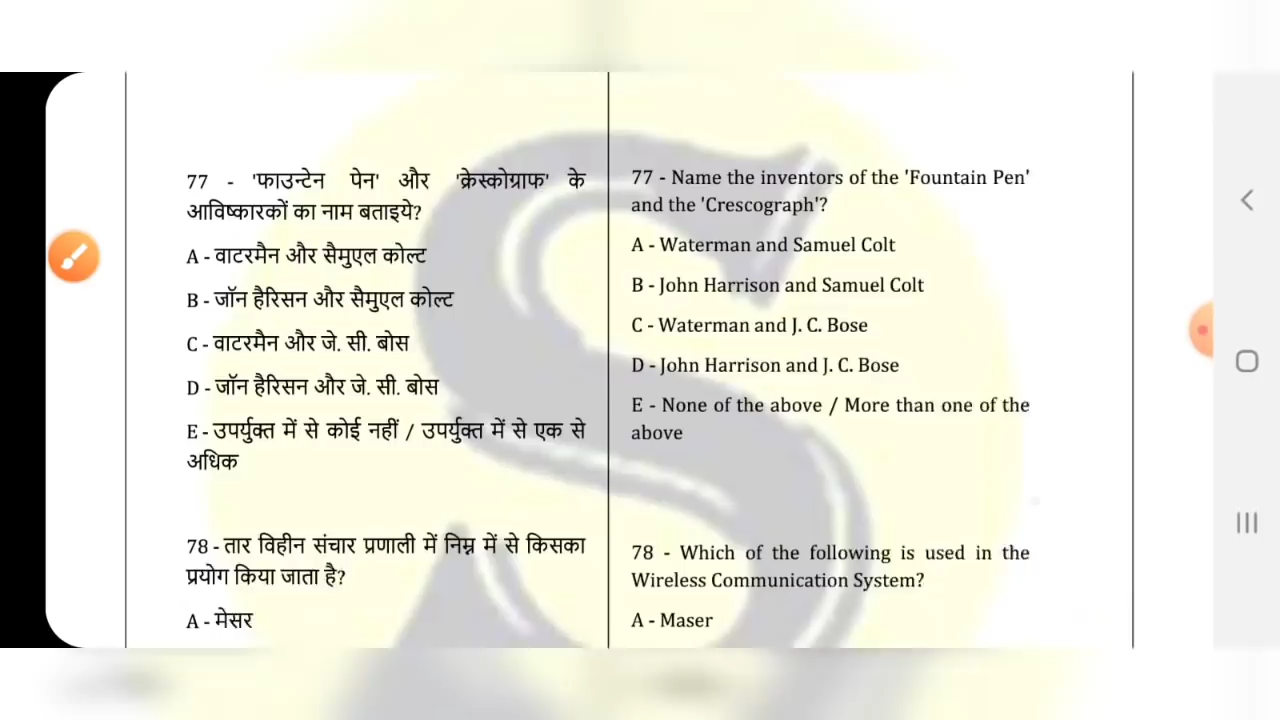 77 - 'फाउन्टेन पेन' और 'क्रेस्कोग्राफ' के
आविष्कारकों का नाम बताइये?
A - वाटरमैन और सैमुएल कोल्ट
B - जॉन हैरिसन और सैमुएल कोल्ट
C - वाटरमैन और जे. सी. बोस
D - जॉन हैरिसन और जे. सी. बोस
E - उपर्युक्त में से कोई नहीं / उपर्युक्त में से एक से
अधिक
78 - तार विहीन संचार प्रणाली में निम्न में से किसका
प्रयोग किया जाता है?
A - मेसर
77 - Name the inventors of the 'Fountain Pen'
and the 'Crescograph'?
A - Waterman and Samuel Colt
B - John Harrison and Samuel Colt
C - Waterman and J. C. Bose
D - John Harrison and J. C. Bose
E - None of the above / More than one of the
above
78 - Which of the following is used in the
Wireless Communication System?
A - Maser